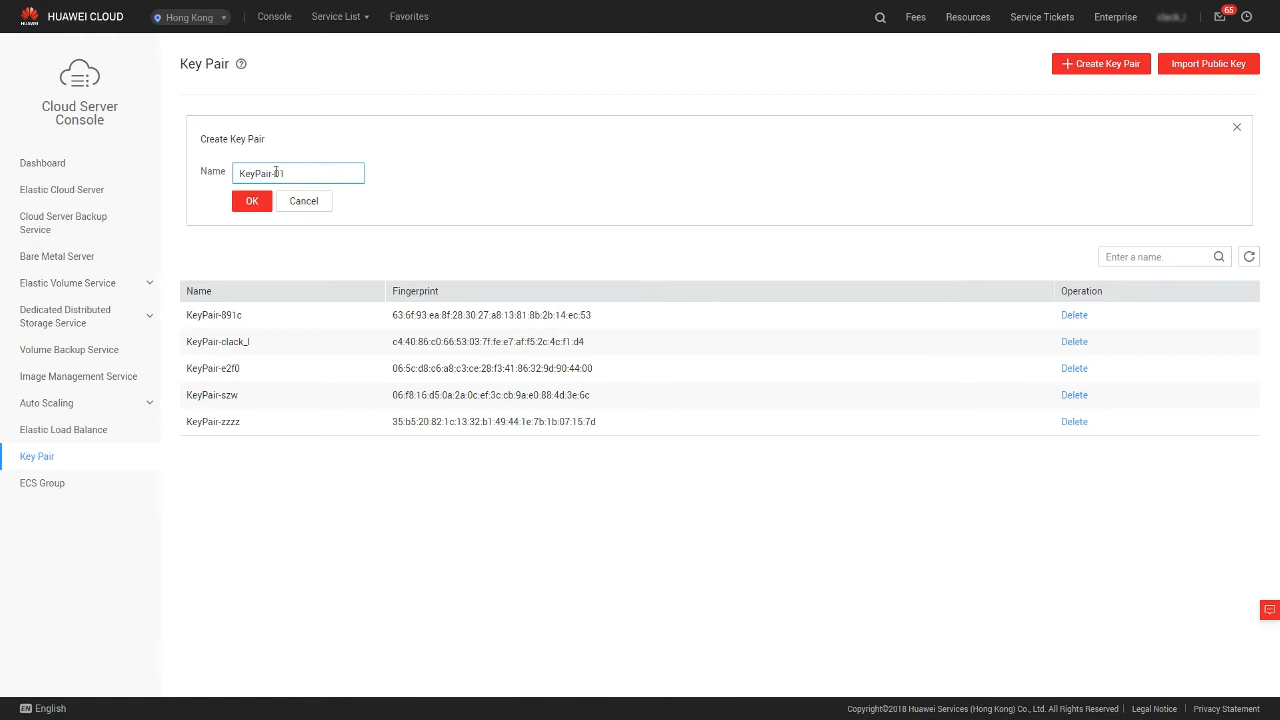 HUAWEI CLOUD Hong Kong Console Service List Favorites Fees Resources Service Tickets Enterprise 65
HUAWEI
Cloud Server
Console
Dashboard
Elastic Cloud Server
Cloud Server Backup
Service
Bare Metal Server
Elastic Volume Service
Dedicated Distributed
Storage Service
Volume Backup Service
Image Management Service
Auto Scaling
Elastic Load Balance
Key Pair
ECS Group
Key Pair ? + Create Key Pair Import Public Key
Create Key Pair
Name KeyPair-01
OK Cancel
Enter a name.
Name Fingerprint Operation
KeyPair-891c 63:6f:93:ea:8f:28:30:27:a8:13:81:8b:2b:14:ec:53 Delete
KeyPair-clack_l c4:40:86:c0:66:53:03:7f:fe:e7:af:f5:2c:4c:f1:d4 Delete
KeyPair-e2f0 06:5c:d8:c6:a8:c3:ce:28:f3:41:86:32:9d:90:44:00 Delete
KeyPair-szw 06:f8:16:d5:0a:2a:0c:ef:3c:cb:9a:e0:88:4d:3e:6c Delete
KeyPair-zzzz 35:b5:20:82:1c:13:32:b1:49:44:1e:7b:1b:07:15:7d Delete
EN English
Copyright©2018 Huawei Services (Hong Kong) Co., Ltd. All Rights Reserved Legal Notice Privacy Statement